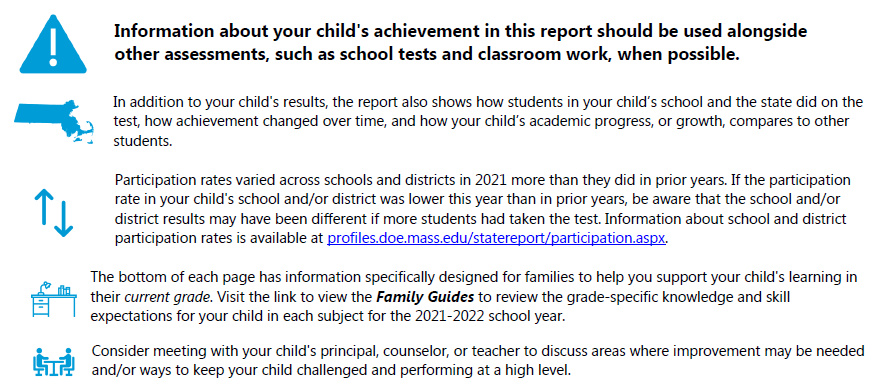 Information about your child's achievement in this report should be used alongside
other assessments, such as school tests and classroom work, when possible.
In addition to your child's results, the report also shows how students in your child's school and the state did on the
test, how achievement changed over time, and how your child's academic progress, or growth, compares to other
students.
Participation rates varied across schools and districts in 2021 more than they did in prior years. If the participation
rate in your child's school and/or district was lower this year than in prior years, be aware that the school and/or
district results may have been different if more students had taken the test. Information about school and district
participation rates is available at profiles.doe.mass.edu/statereport/participation.aspx.
The bottom of each page has information specifically designed for families to help you support your child's learning in
their current grade. Visit the link to view the Family Guides to review the grade-specific knowledge and skill
expectations for your child in each subject for the 2021-2022 school year.
Consider meeting with your child's principal, counselor, or teacher to discuss areas where improvement may be needed
and/or ways to keep your child challenged and performing at a high level.